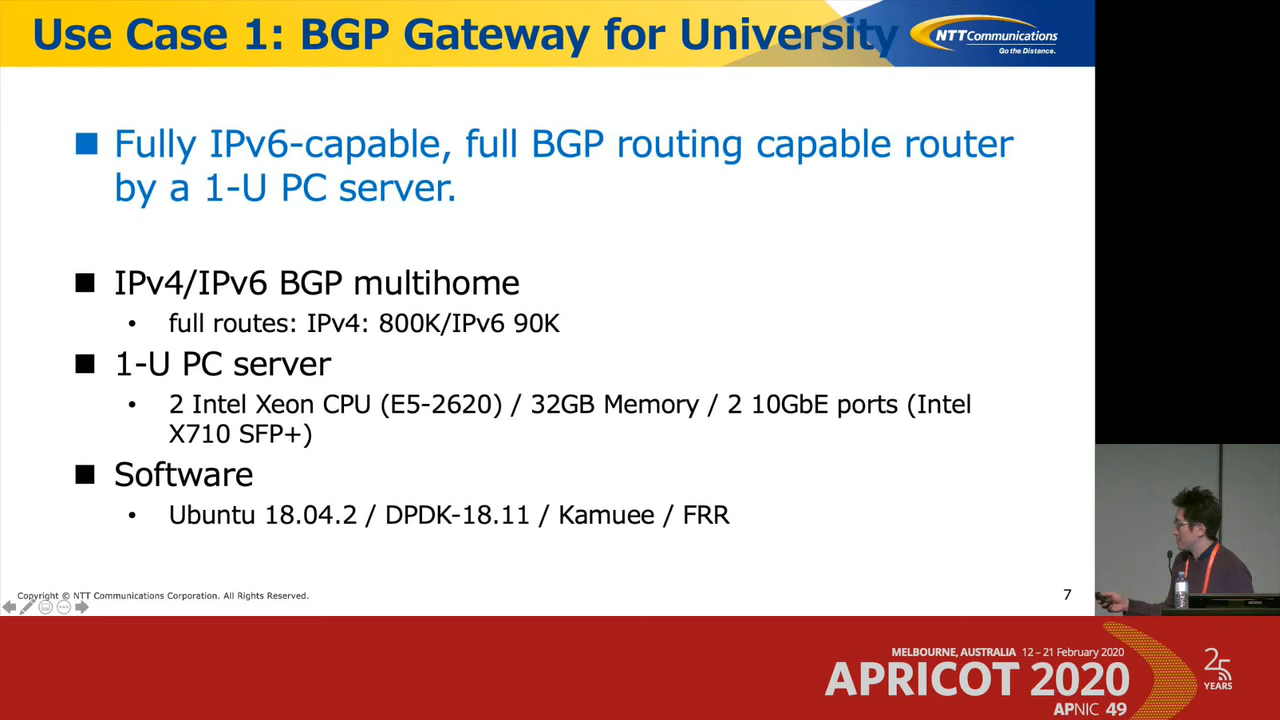 Use Case 1: BGP Gateway for University
NTT Communications
Go the Distance.
■ Fully IPv6-capable, full BGP routing capable router
by a 1-U PC server.
■ IPv4/IPv6 BGP multihome
• full routes: IPv4: 800K/IPv6 90K
■ 1-U PC server
• 2 Intel Xeon CPU (E5-2620) / 32GB Memory / 2 10GbE ports (Intel
X710 SFP+)
■ Software
• Ubuntu 18.04.2 / DPDK-18.11 / Kamuee / FRR
Copyright © NTT Communications Corporation. All Rights Reserved.
7
MELBOURNE, AUSTRALIA 12 – 21 February 2020
APRICOT 2020
APNIC 49
25
YEARS